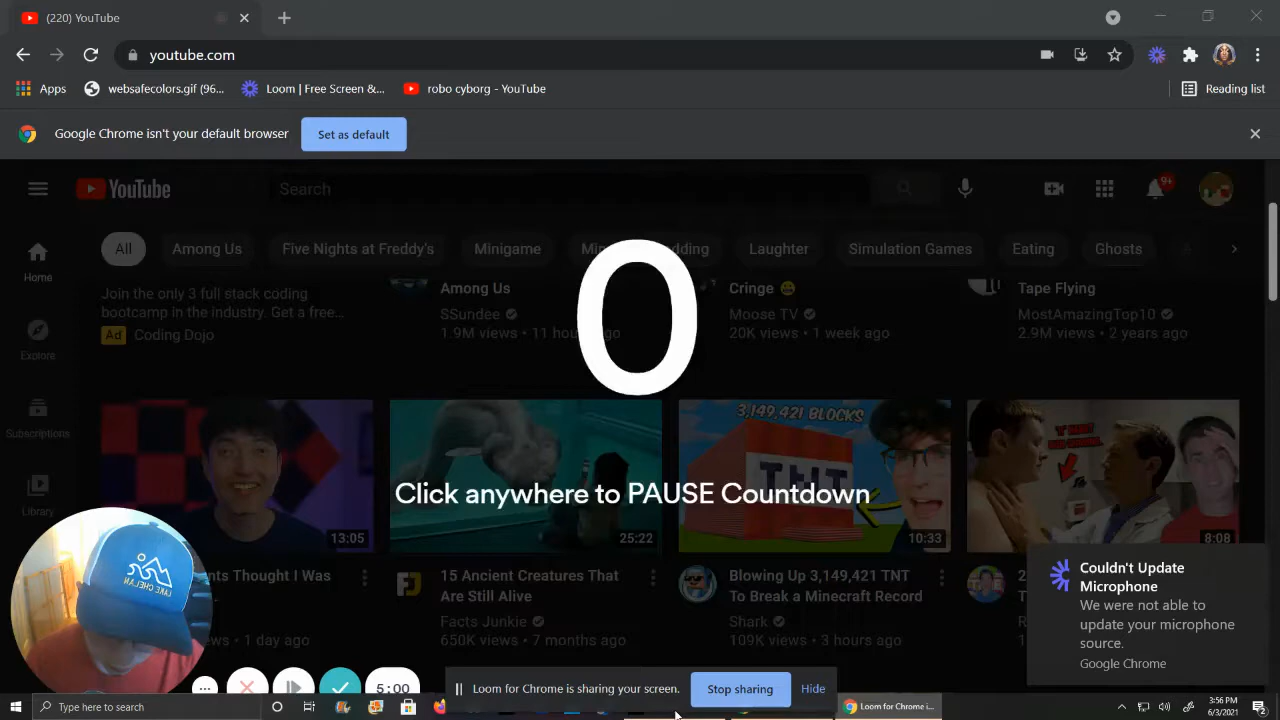 (220) YouTube
youtube.com
Apps
websafecolors.gif (96...
Loom | Free Screen &...
robo cyborg - YouTube
Reading list
Google Chrome isn't your default browser
Set as default
YouTube
Search
9+
All
Among Us
Five Nights at Freddy's
Minigame
Laughter
Simulation Games
Eating
Ghosts
0
Click anywhere to PAUSE Countdown
Home
Explore
Subscriptions
Library
Join the only 3 full stack coding
bootcamp in the industry. Get a free...
Ad
Coding Dojo
Among Us
SSundee
1.9M views • 11 hours ago
Cringe 😀
Moose TV
20K views • 1 week ago
Tape Flying
MostAmazingTop10
2.9M views • 2 years ago
13:05
25:22
3,149,421 BLOCKS
TNT
10:33
8:08
nts Thought I Was
1 day ago
15 Ancient Creatures That
Are Still Alive
Facts Junkie
650K views • 7 months ago
Blowing Up 3,149,421 TNT
To Break a Minecraft Record
Shark
109K views • 3 hours ago
Couldn't Update
Microphone
We were not able to
update your microphone
source.
Google Chrome
LAKE CHELAN
5:00
Loom for Chrome is sharing your screen.
Stop sharing
Hide
Type here to search
Loom for Chrome i...
3:56 PM
6/3/2021
2